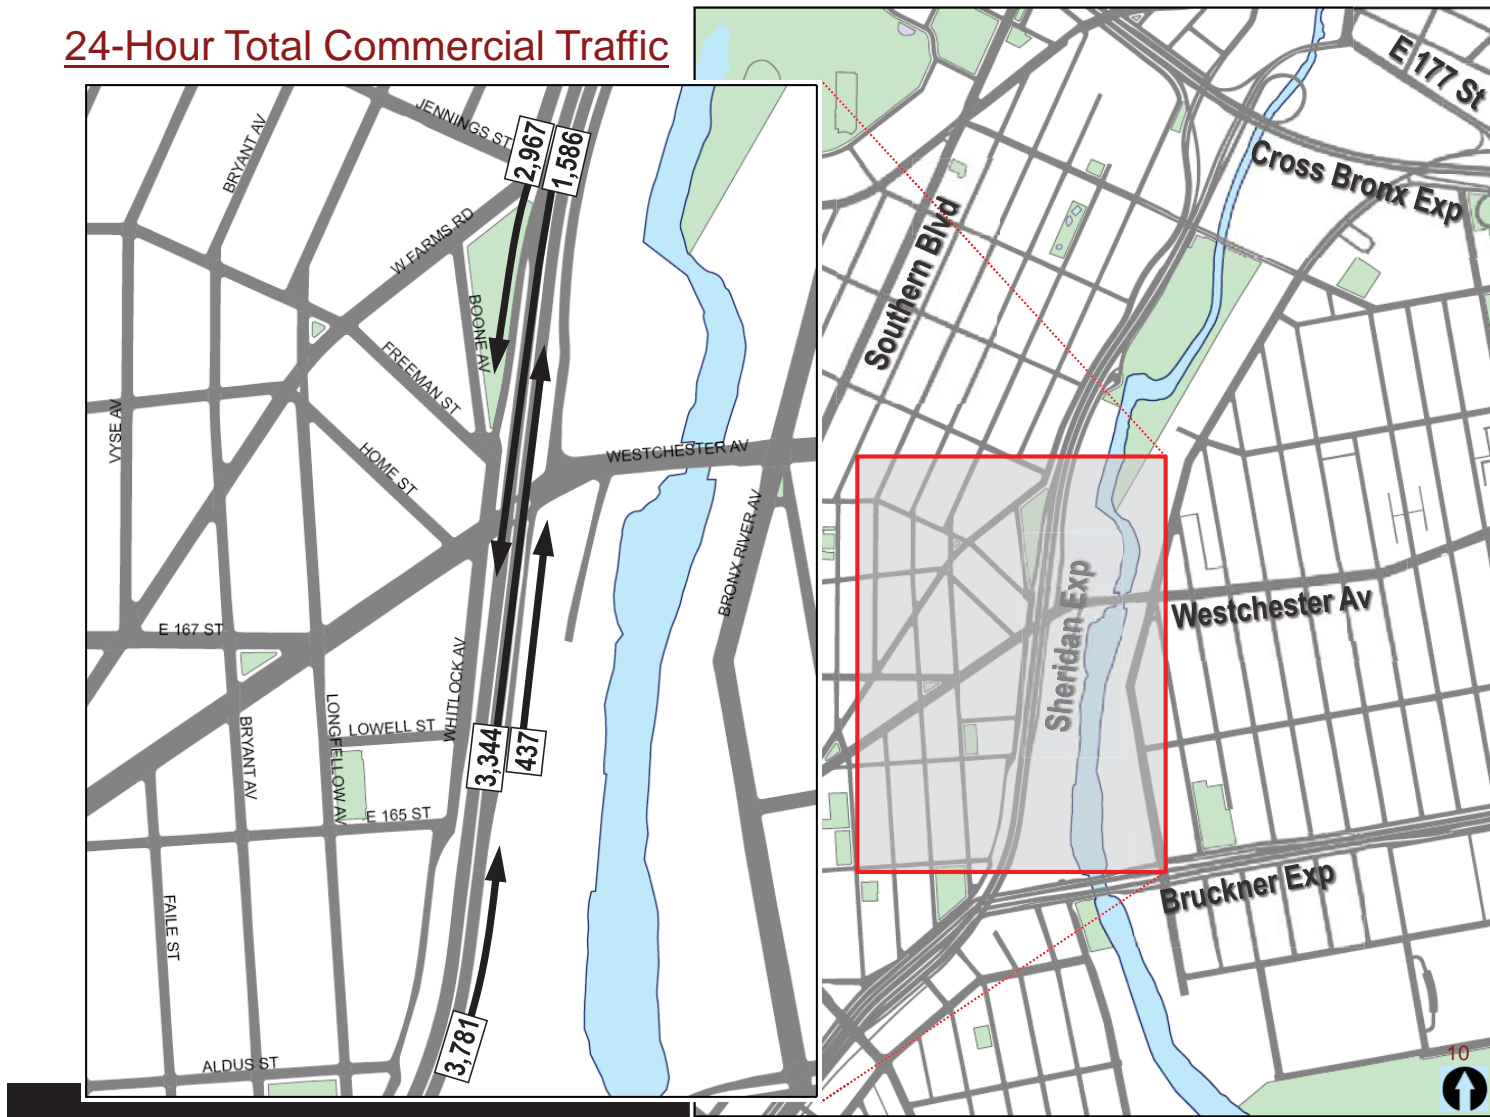 24-Hour Total Commercial Traffic
JENNINGS ST
BRYANT AV
2,967
1,586
W FARMS RD
BOONE AV
FREEMAN ST
VYSE AV
HOME ST
WESTCHESTER AV
BRONX RIVER AV
E 167 ST
WHITLOCK AV
LONGFELLOW AV
LOWELL ST
BRYANT AV
3,344
437
E 165 ST
FAILE ST
3,781
ALDUS ST
E 177 St
Cross Bronx Exp
Southern Blvd
Sheridan Exp
Westchester Av
Bruckner Exp
10